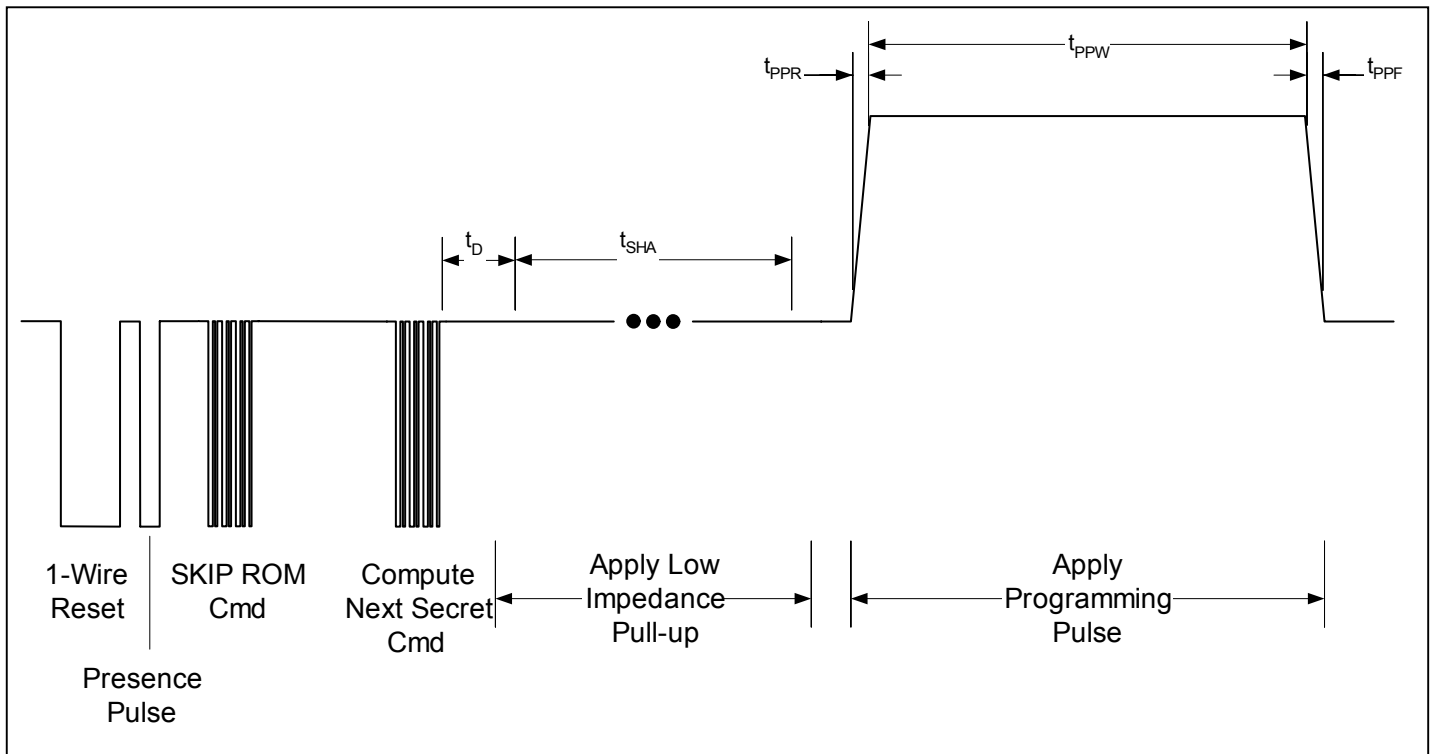 tPPW
tPPR
tPPF
tD
tSHA
1-Wire
Reset
Presence
Pulse
SKIP ROM
Cmd
Compute
Next Secret
Cmd
Apply Low
Impedance
Pull-up
Apply
Programming
Pulse